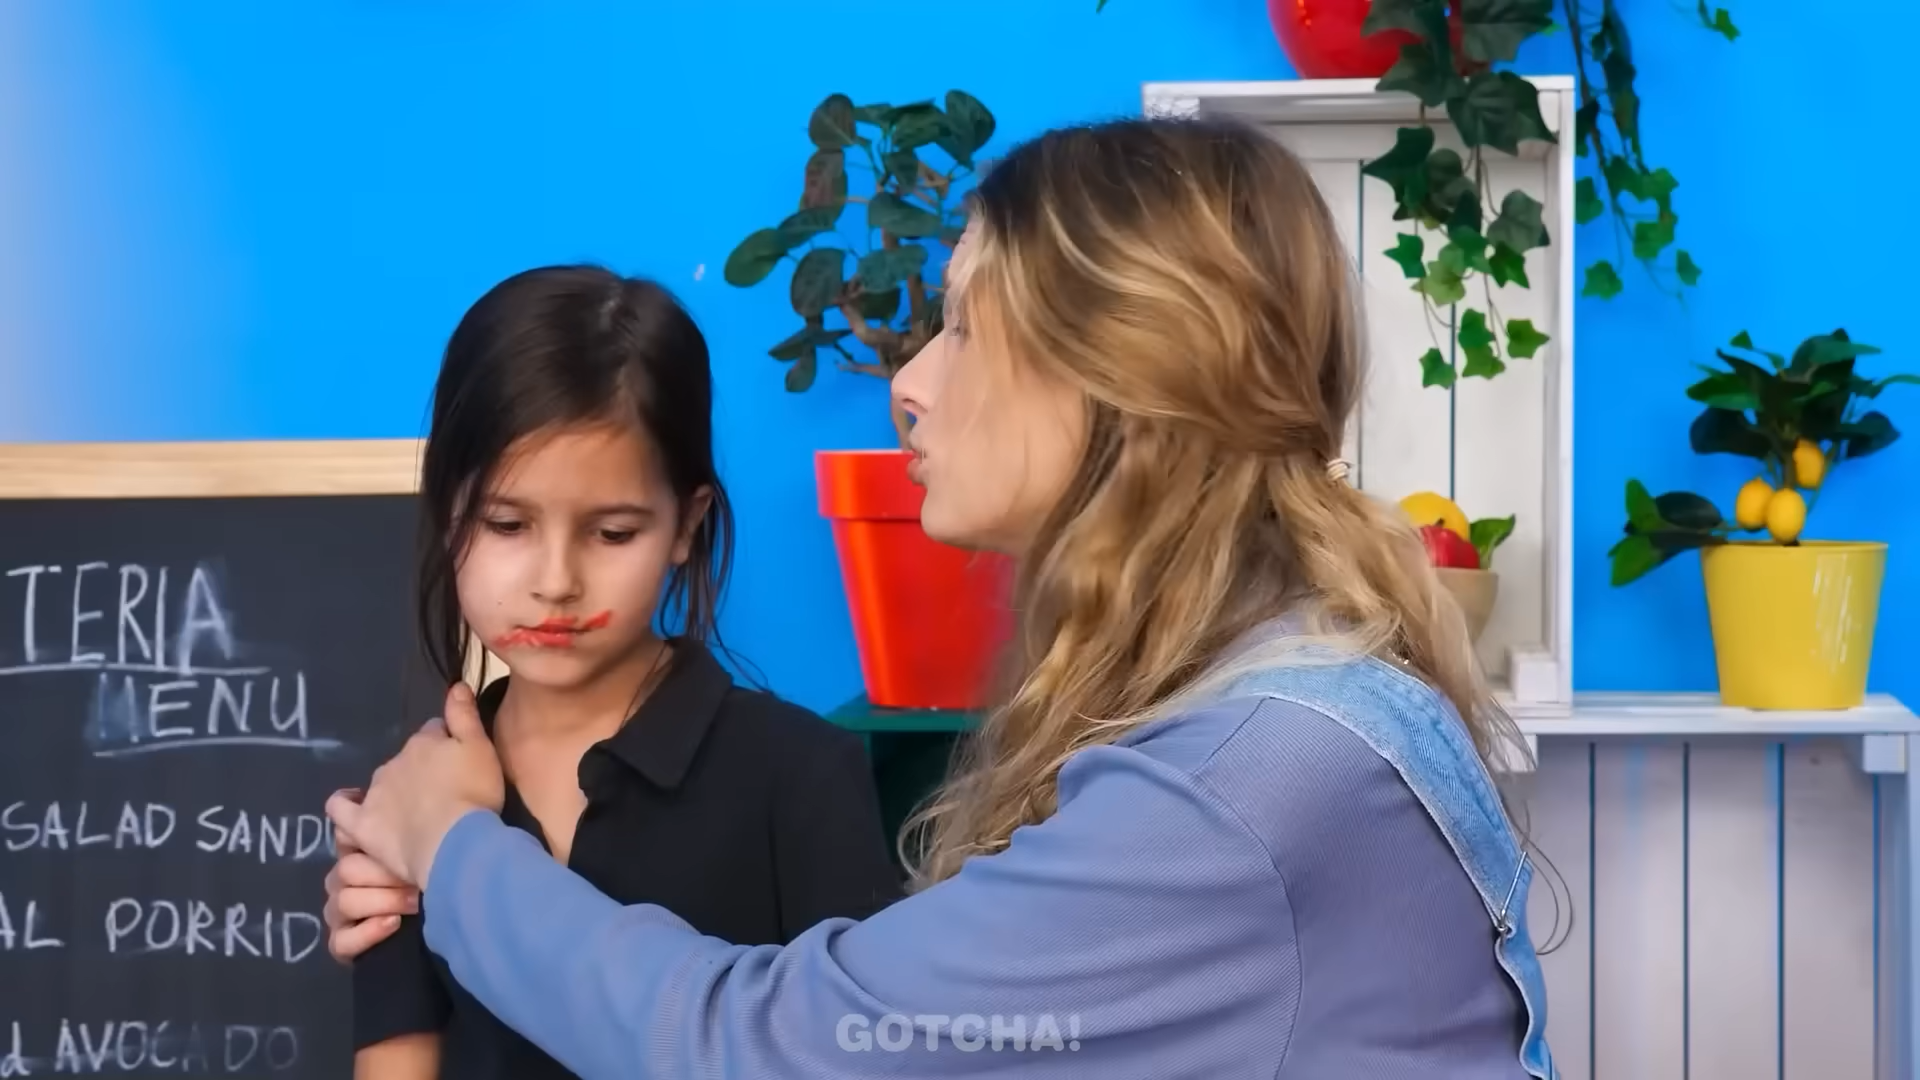 TERIA
MENU
SALAD SANDU
AL PORRID
d AVOCADO
GOTCHA!